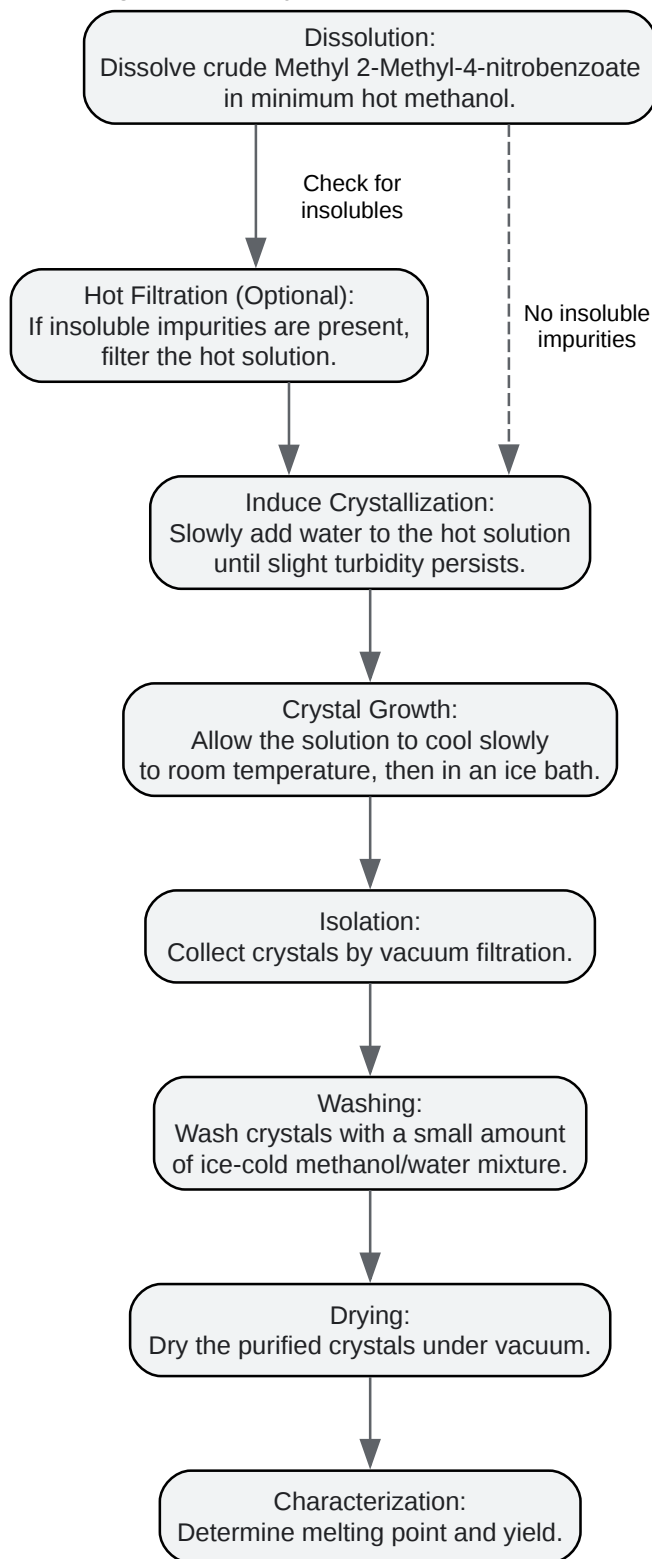 Dissolution:
Dissolve crude Methyl 2-Methyl-4-nitrobenzoate
in minimum hot methanol.
Check for
insolubles
Hot Filtration (Optional):
If insoluble impurities are present,
filter the hot solution.
No insoluble
impurities
Induce Crystallization:
Slowly add water to the hot solution
until slight turbidity persists.
Crystal Growth:
Allow the solution to cool slowly
to room temperature, then in an ice bath.
Isolation:
Collect crystals by vacuum filtration.
Washing:
Wash crystals with a small amount
of ice-cold methanol/water mixture.
Drying:
Dry the purified crystals under vacuum.
Characterization:
Determine melting point and yield.